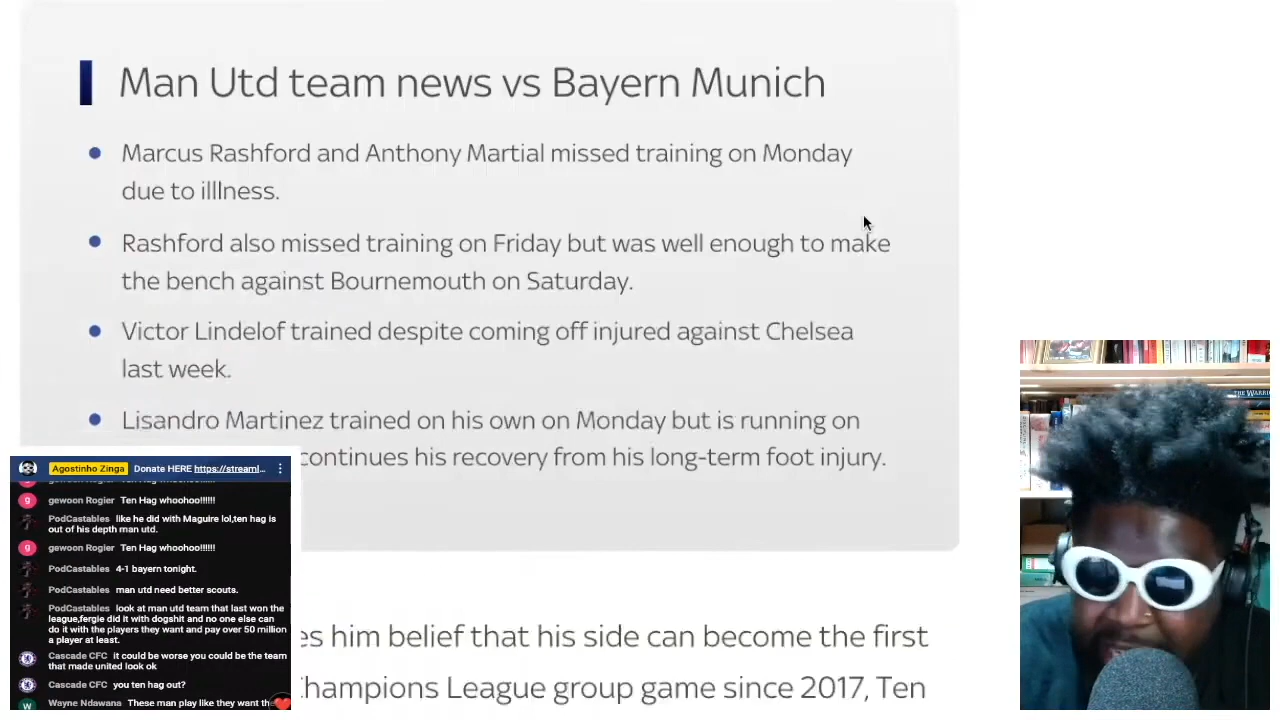 Man Utd team news vs Bayern Munich
Marcus Rashford and Anthony Martial missed training on Monday
due to illlness.
Rashford also missed training on Friday but was well enough to make
the bench against Bournemouth on Saturday.
Victor Lindelof trained despite coming off injured against Chelsea
last week.
Lisandro Martinez trained on his own on Monday but is running on
continues his recovery from his long-term foot injury.
es him belief that his side can become the first
Champions League group game since 2017, Ten
Agostinho Zinga Donate HERE https://streaml...
gewoon Rogier Ten Hag whoohoo!!!!!!
PodCastables like he did with Maguire lol,ten hag is
out of his depth man utd.
gewoon Rogier Ten Hag whoohoo!!!!!!
PodCastables 4-1 bayern tonight.
PodCastables man utd need better scouts.
PodCastables look at man utd team that last won the
league,fergie did it with dogshit and no one else can
do it with the players they want and pay over 50 million
a player at least.
Cascade CFC it could be worse you could be the team
that made united look ok
Cascade CFC you ten hag out?
Wayne Ndawana These man play like they want the
THE WARRIO